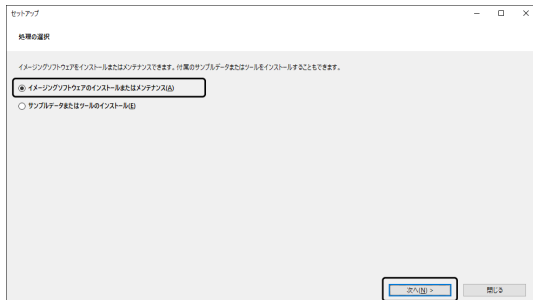 セットアップ
処理の選択
イメージングソフトウェアをインストールまたはメンテナンスできます。付属のサンプルデータまたはツールをインストールすることもできます。
イメージングソフトウェアのインストールまたはメンテナンス(A)
サンプルデータまたはツールのインストール(E)
次へ(N) >
閉じる